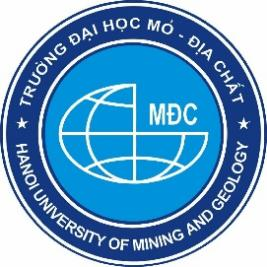 TRƯỜNG ĐẠI HỌC MỎ - ĐỊA CHẤT
MĐC
HANOI UNIVERSITY OF MINING AND GEOLOGY